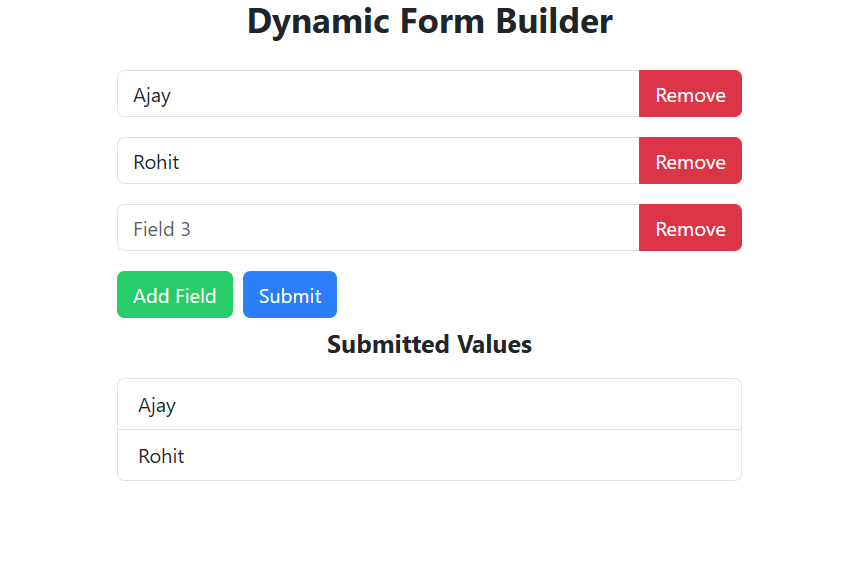 Dynamic Form Builder
Ajay Remove
Rohit Remove
Field 3 Remove
Add Field Submit
Submitted Values
Ajay
Rohit